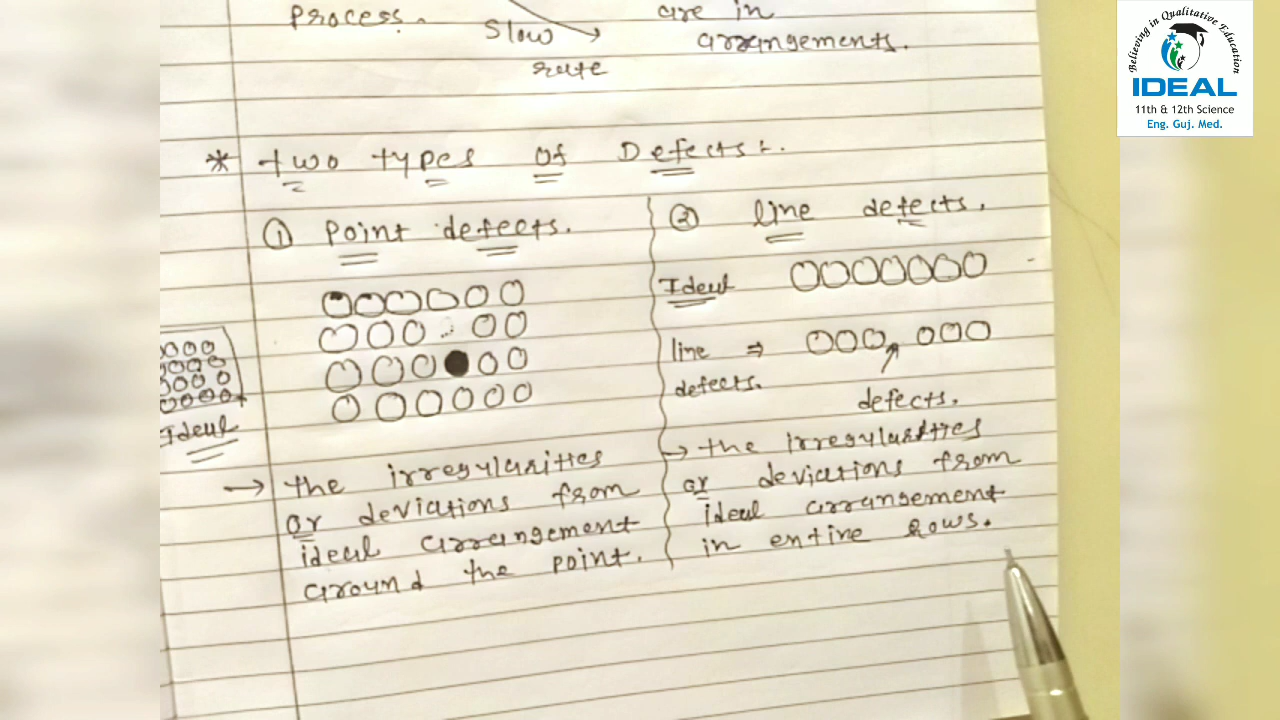 process.
Slow
rate
are in
arrangements.
* two types of Defects:-
① Point defects.
Ideal
→ the irregularities
or deviations from
ideal arrangement
around the point.
② line defects.
Ideal
line ⇒
defects.
defects.
→ the irregularities
or deviations from
ideal arrangement
in entire rows.
Believing in Qualitative Education
IDEAL
11th & 12th Science
Eng. Guj. Med.